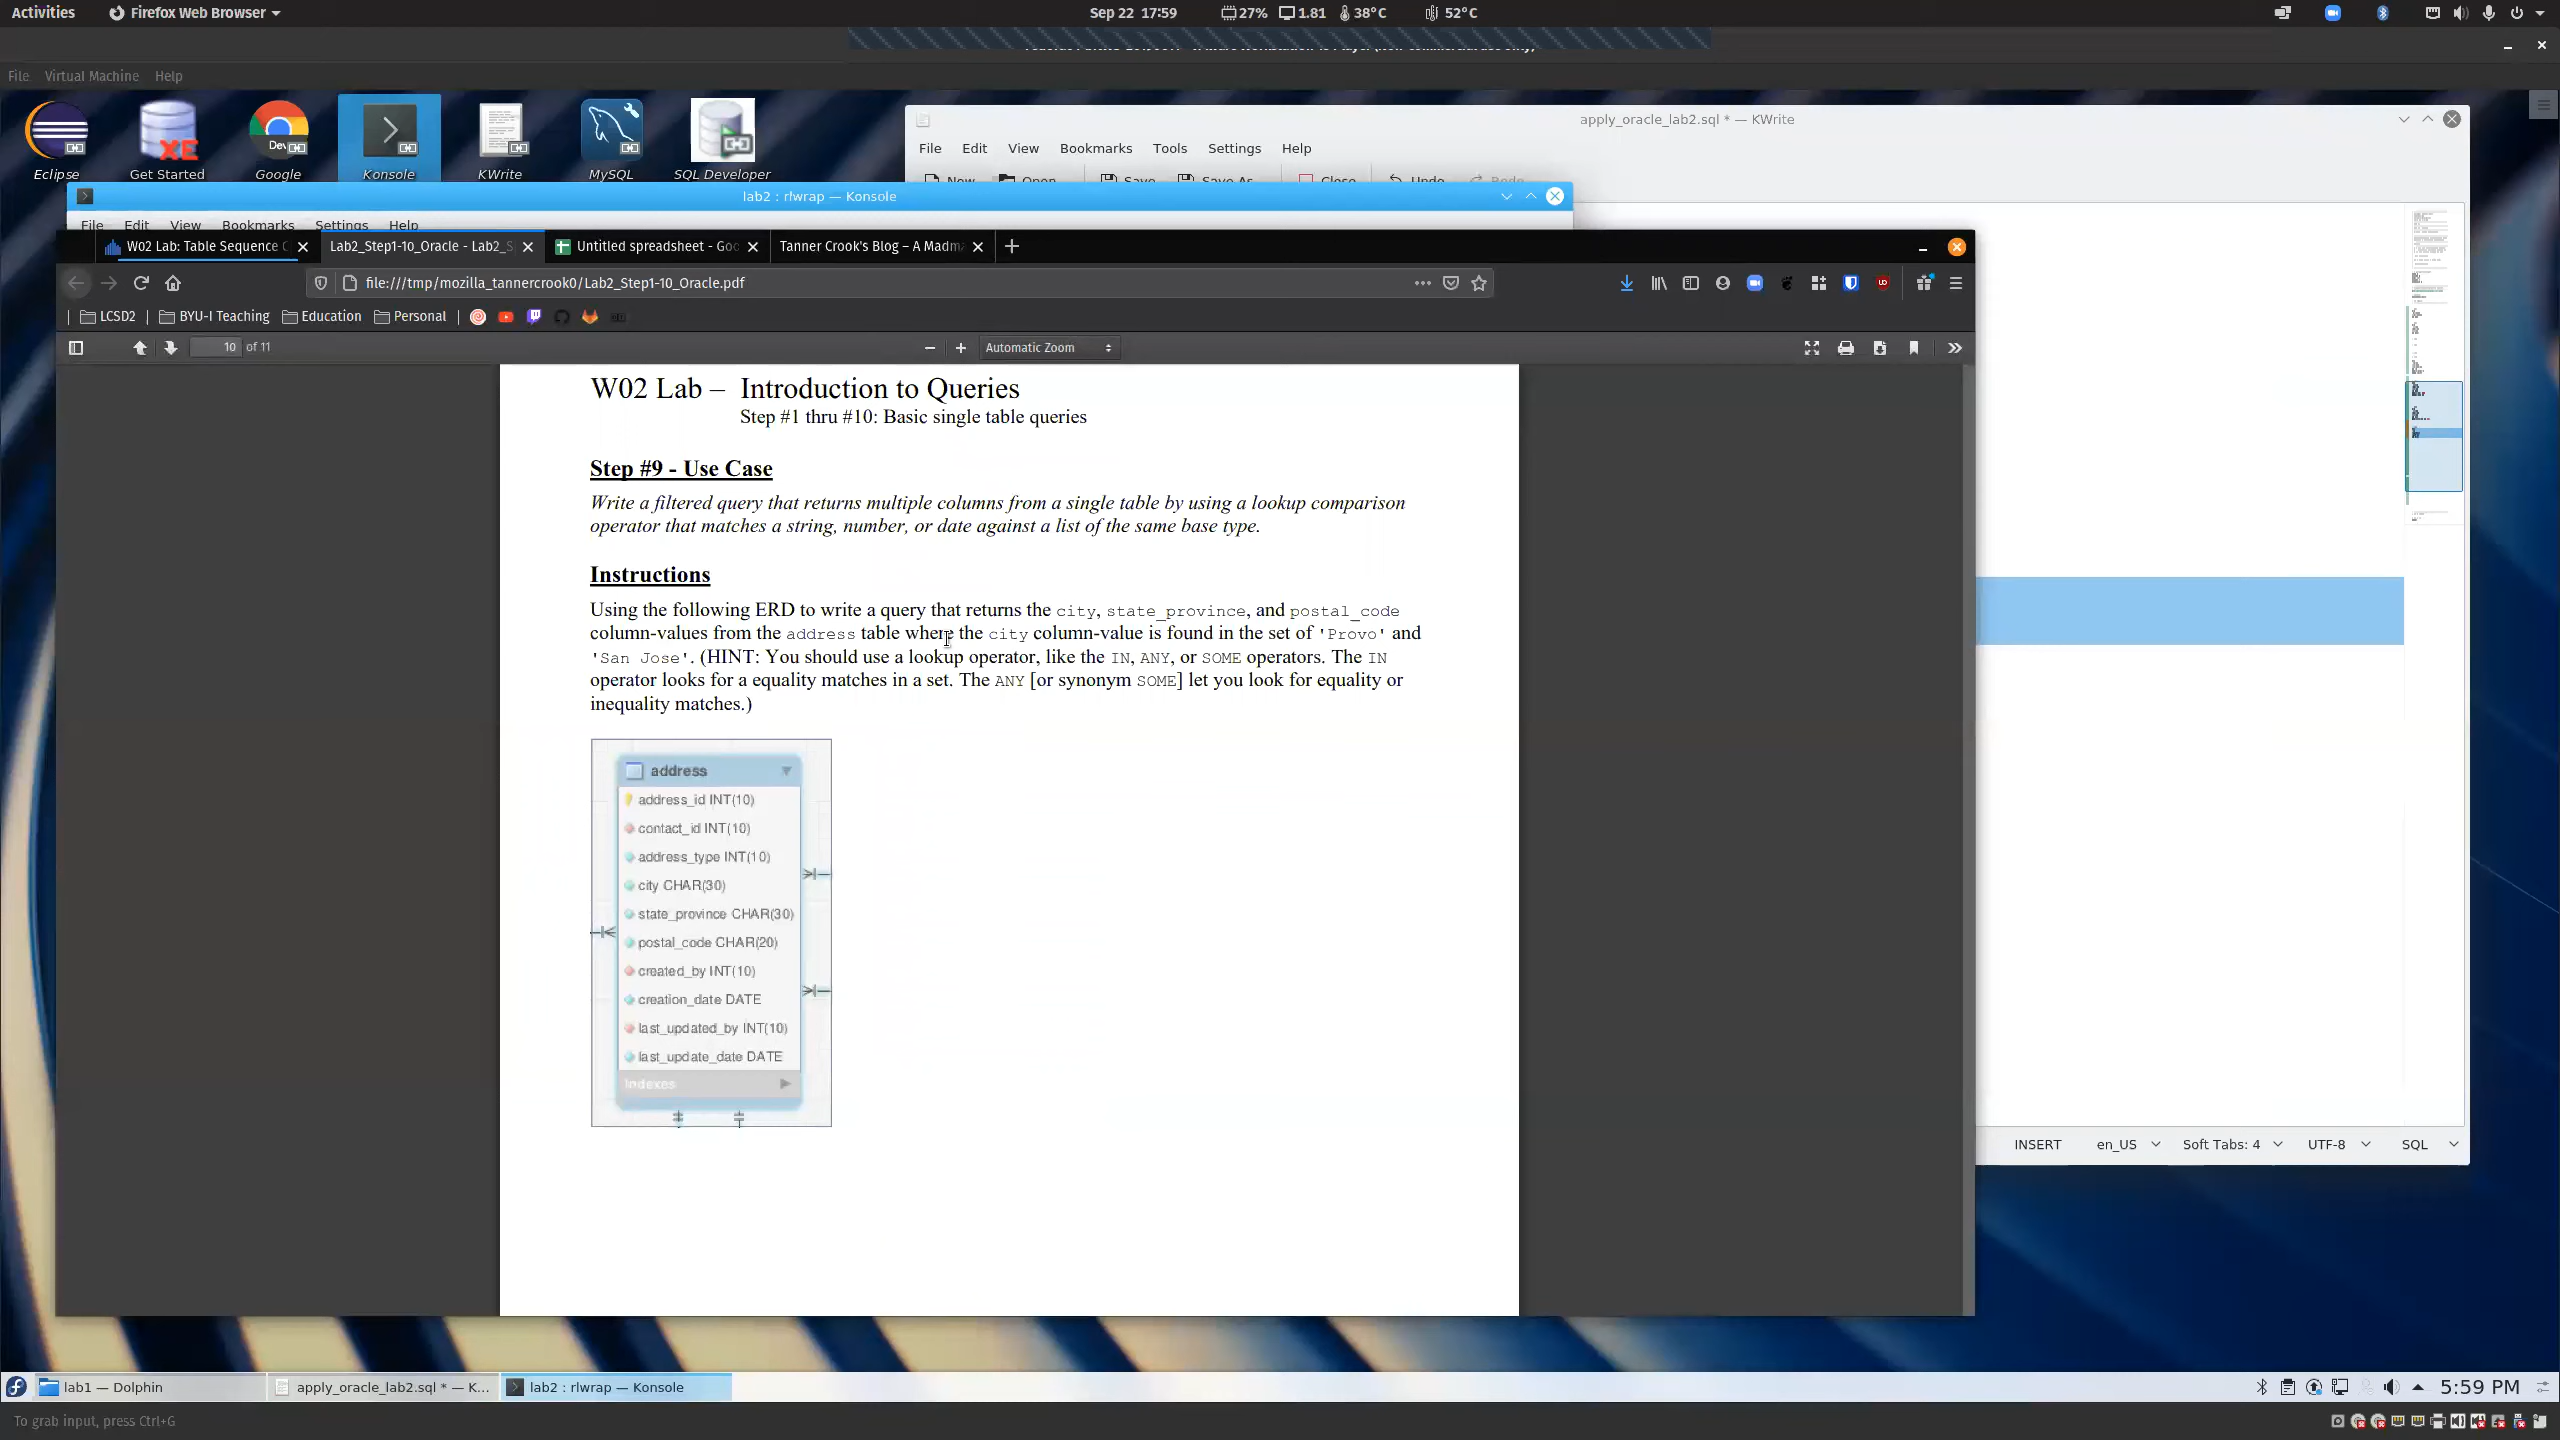 Activities
Firefox Web Browser
Sep 22 17:59
27%
1.81
38°C
52°C
File Virtual Machine Help
Eclipse
Get Started
Google
Konsole
KWrite
MySQL
SQL Developer
XE
Dev
apply_oracle_lab2.sql * — KWrite
File Edit View Bookmarks Tools Settings Help
New Open Save Save As Close Undo Redo
lab2 : rlwrap — Konsole
File Edit View Bookmarks Settings Help
W02 Lab: Table Sequence
Lab2_Step1-10_Oracle - Lab2_S
Untitled spreadsheet - Goo
Tanner Crook's Blog – A Madm
file:///tmp/mozilla_tannercrook0/Lab2_Step1-10_Oracle.pdf
LCSD2
BYU-I Teaching
Education
Personal
10 of 11
Automatic Zoom
W02 Lab – Introduction to Queries
Step #1 thru #10: Basic single table queries
Step #9 - Use Case
Write a filtered query that returns multiple columns from a single table by using a lookup comparison
operator that matches a string, number, or date against a list of the same base type.
Instructions
Using the following ERD to write a query that returns the city, state_province, and postal_code
column-values from the address table where the city column-value is found in the set of 'Provo' and
'San Jose'. (HINT: You should use a lookup operator, like the IN, ANY, or SOME operators. The IN
operator looks for a equality matches in a set. The ANY [or synonym SOME] let you look for equality or
inequality matches.)
address
address_id INT(10)
contact_id INT(10)
address_type INT(10)
city CHAR(30)
state_province CHAR(30)
postal_code CHAR(20)
created_by INT(10)
creation_date DATE
last_updated_by INT(10)
last_update_date DATE
Indexes
INSERT
en_US
Soft Tabs: 4
UTF-8
SQL
lab1 — Dolphin
apply_oracle_lab2.sql * — K...
lab2 : rlwrap — Konsole
5:59 PM
To grab input, press Ctrl+G